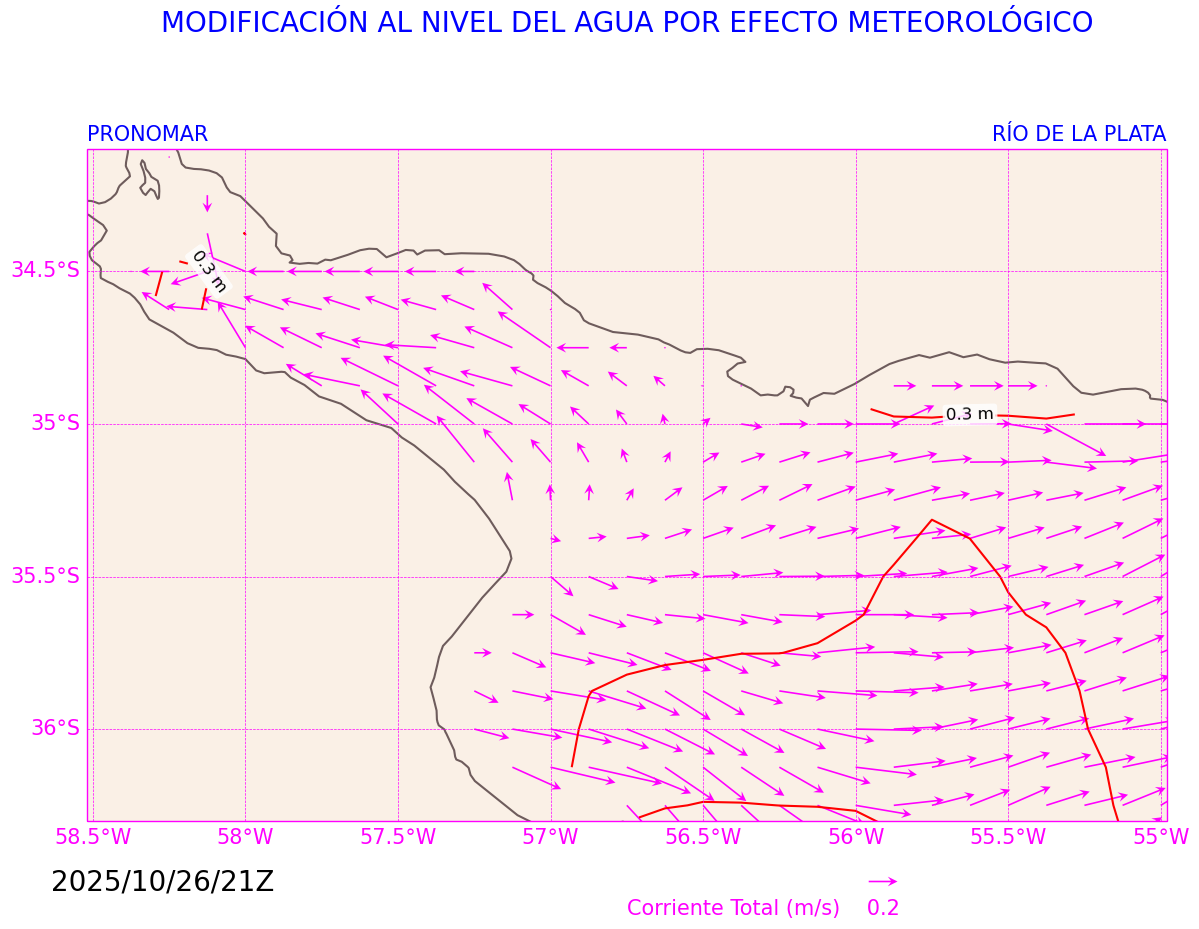 MODIFICACIÓN AL NIVEL DEL AGUA POR EFECTO METEOROLÓGICO
PRONOMAR RÍO DE LA PLATA
0.3 m
34.5°S
0.3 m
35°S
35.5°S
36°S
58.5°W 58°W 57.5°W 57°W 56.5°W 56°W 55.5°W 55°W
2025/10/26/21Z
Corriente Total (m/s) 0.2